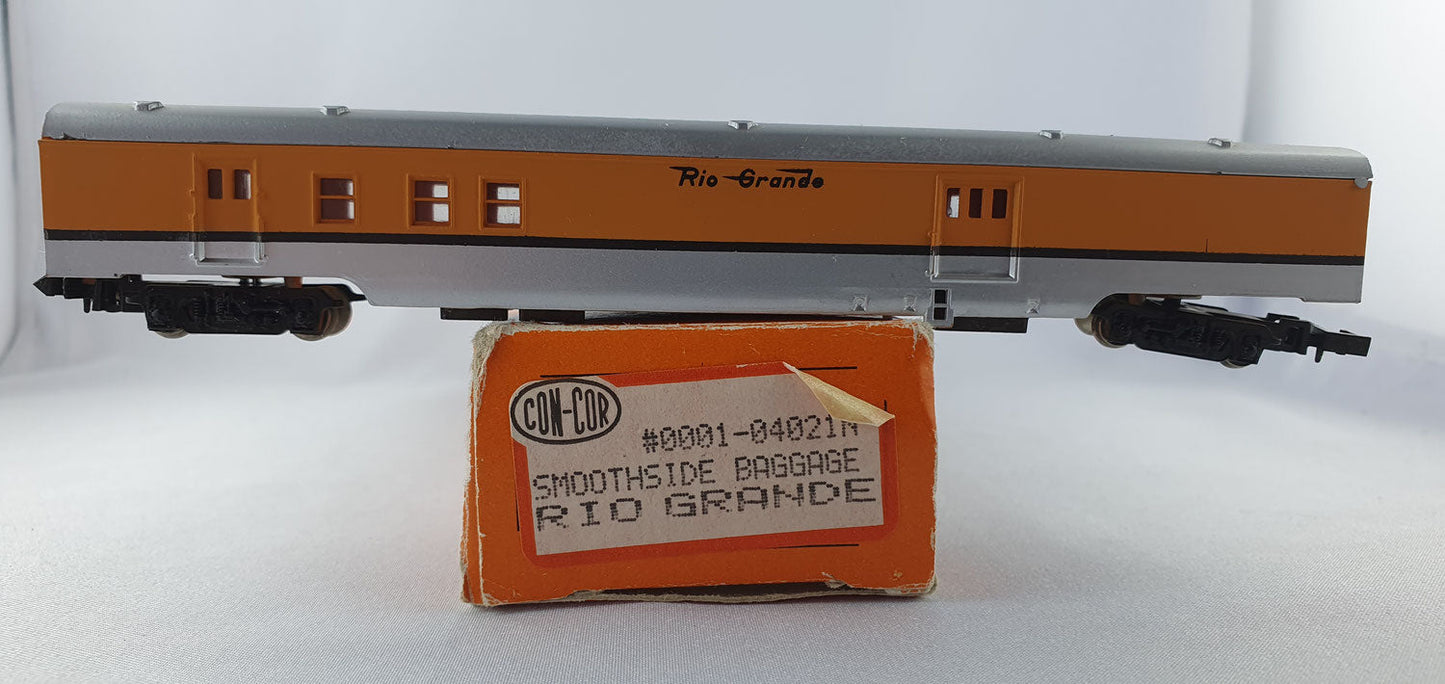 Rio Grande
CON-COR
#0001-04021N
SMOOTHSIDE BAGGAGE
RIO GRANDE